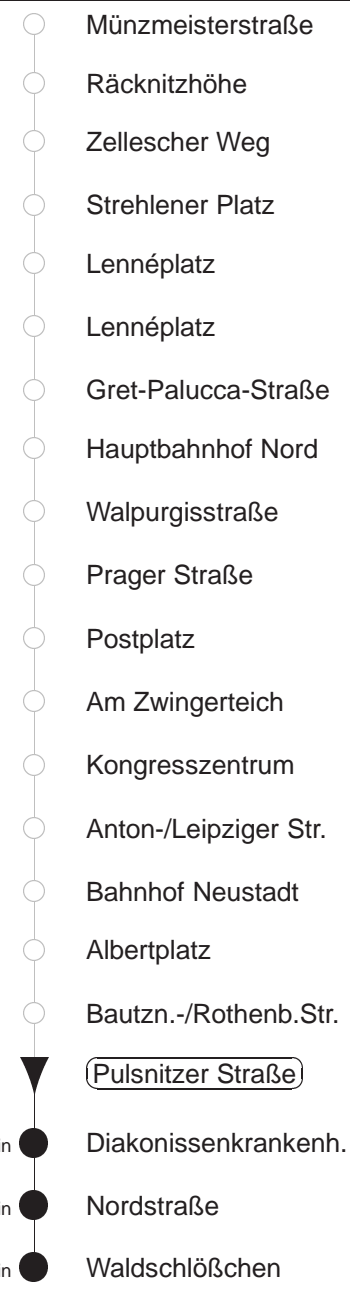 Münzmeisterstraße
Räcknitzhöhe
Zellescher Weg
Strehlener Platz
Lennéplatz
Lennéplatz
Gret-Palucca-Straße
Hauptbahnhof Nord
Walpurgisstraße
Prager Straße
Postplatz
Am Zwingerteich
Kongresszentrum
Anton-/Leipziger Str.
Bahnhof Neustadt
Albertplatz
Bautzn.-/Rothenb.Str.
Pulsnitzer Straße
Diakonissenkrankenh.
Nordstraße
Waldschlößchen